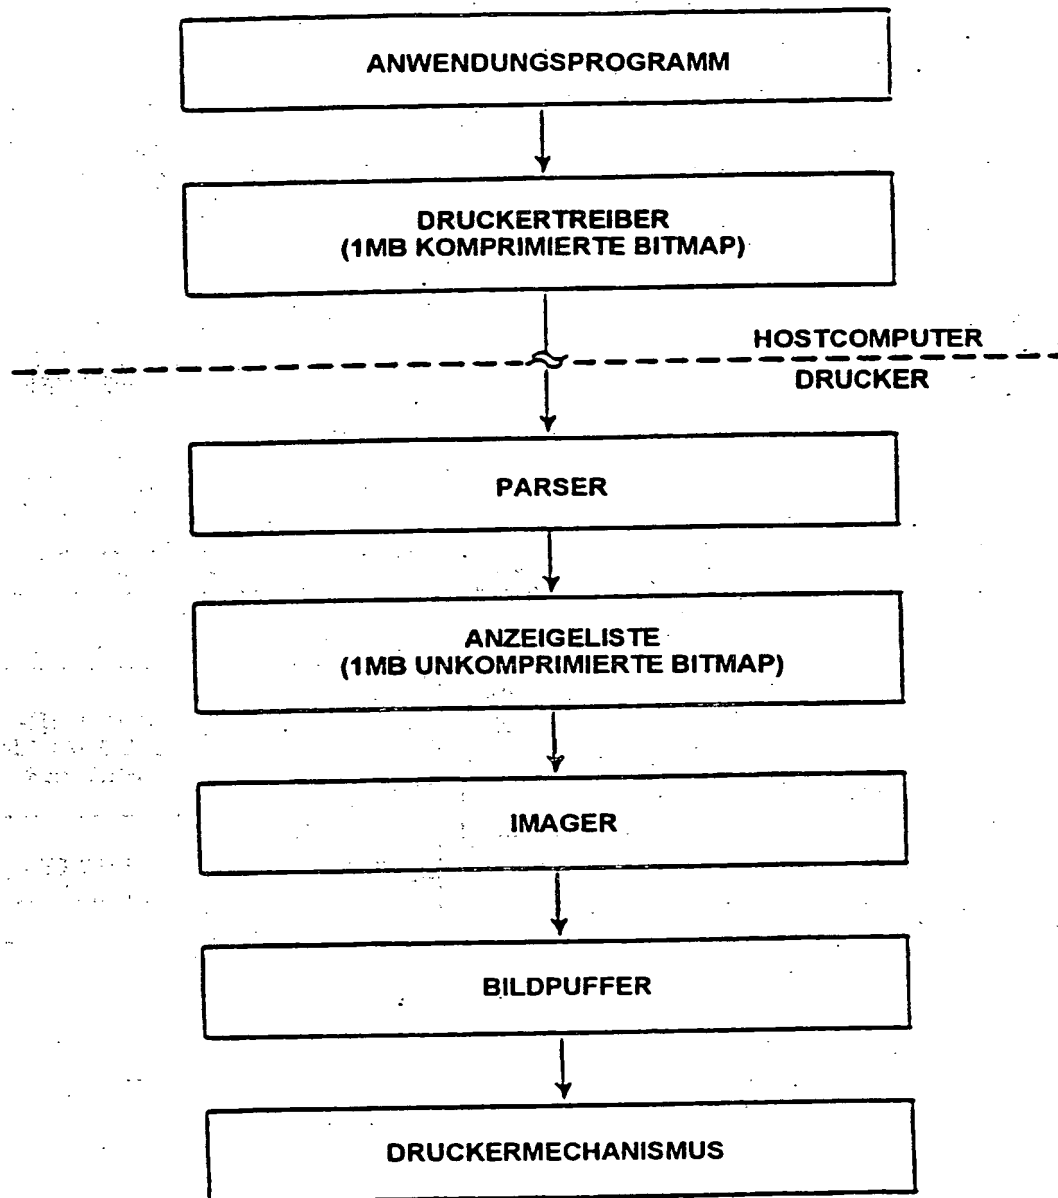 ANWENDUNGSPROGRAMM
DRUCKERTREIBER
(1MB KOMPRIMIERTE BITMAP)
HOSTCOMPUTER
DRUCKER
PARSER
ANZEIGELISTE
(1MB UNKOMPRIMIERTE BITMAP)
IMAGER
BILDPUFFER
DRUCKERMECHANISMUS